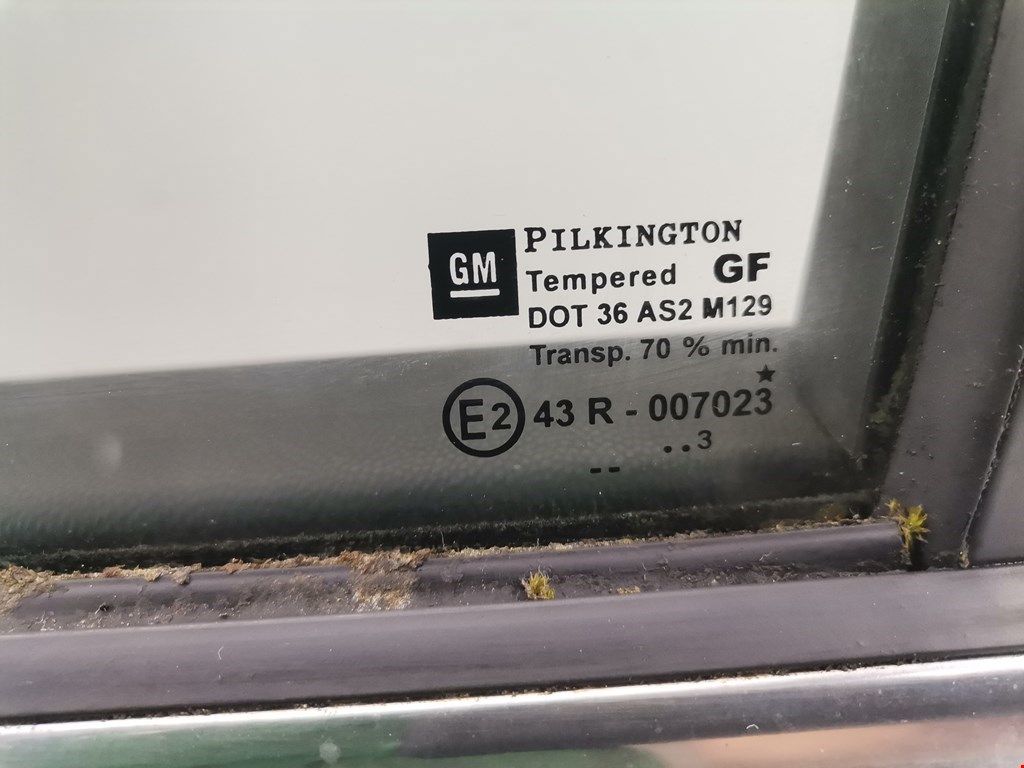 GM
PILKINGTON
Tempered GF
DOT 36 AS2 M129
Transp. 70 % min.
★
E2 43 R - 007023
. . 3
--